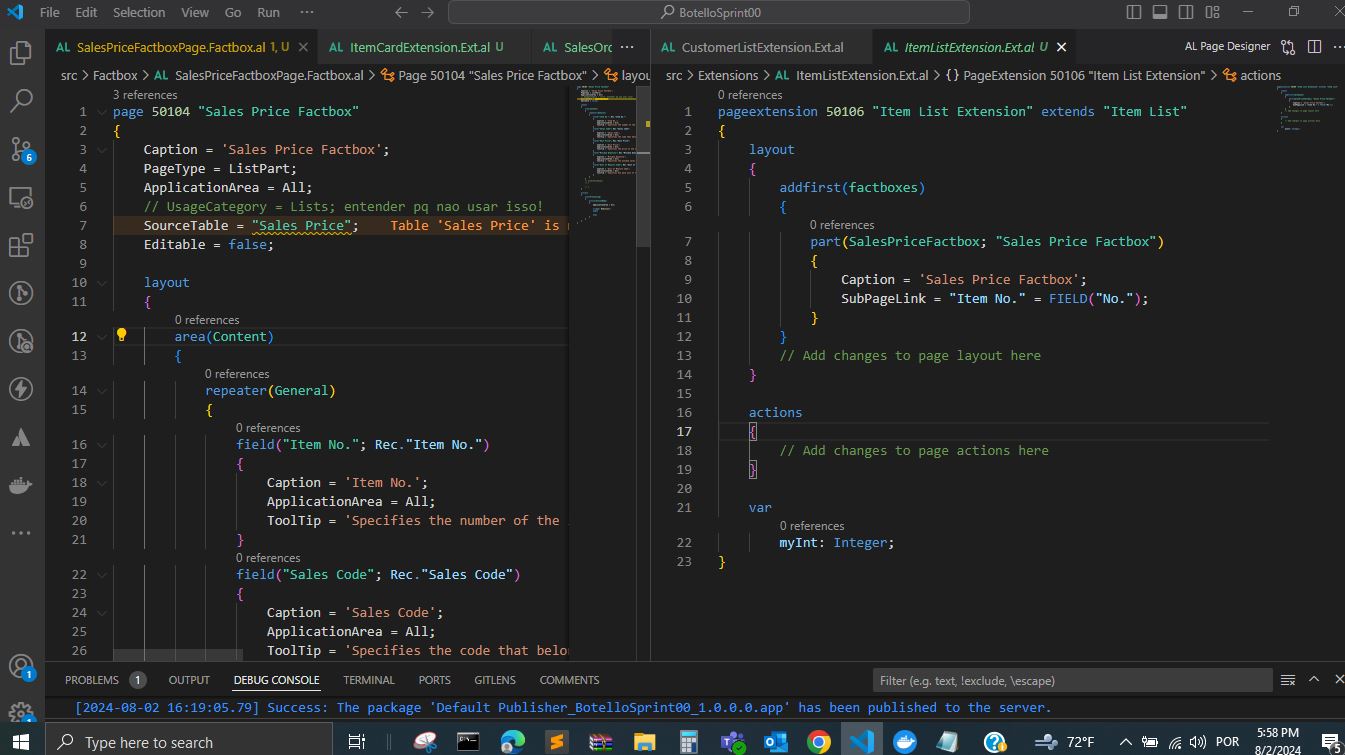 File Edit Selection View Go Run ··· BotelloSprint00
AL SalesPriceFactboxPage.Factbox.al 1, U AL ItemCardExtension.Ext.al U AL SalesOrd ···
src > Factbox > AL SalesPriceFactboxPage.Factbox.al > Page 50104 "Sales Price Factbox" > layou
3 references
1 page 50104 "Sales Price Factbox"
2 {
3 Caption = 'Sales Price Factbox';
4 PageType = ListPart;
5 ApplicationArea = All;
6 // UsageCategory = Lists; entender pq nao usar isso!
7 SourceTable = "Sales Price"; Table 'Sales Price' is
8 Editable = false;
9
10 layout
11 {
0 references
12 area(Content)
13 {
0 references
14 repeater(General)
15 {
0 references
16 field("Item No."; Rec."Item No.")
17 {
18 Caption = 'Item No.';
19 ApplicationArea = All;
20 ToolTip = 'Specifies the number of the
21 }
0 references
22 field("Sales Code"; Rec."Sales Code")
23 {
24 Caption = 'Sales Code';
25 ApplicationArea = All;
26 ToolTip = 'Specifies the code that belo
AL CustomerListExtension.Ext.al AL ItemListExtension.Ext.al U AL Page Designer ···
src > Extensions > AL ItemListExtension.Ext.al > {} PageExtension 50106 "Item List Extension" > actions
0 references
1 pageextension 50106 "Item List Extension" extends "Item List"
2 {
3 layout
4 {
5 addfirst(factboxes)
6 {
0 references
7 part(SalesPriceFactbox; "Sales Price Factbox")
8 {
9 Caption = 'Sales Price Factbox';
10 SubPageLink = "Item No." = FIELD("No.");
11 }
12 }
13 // Add changes to page layout here
14 }
15
16 actions
17 {
18 // Add changes to page actions here
19 }
20
21 var
0 references
22 myInt: Integer;
23 }
6
1
1
PROBLEMS 1 OUTPUT DEBUG CONSOLE TERMINAL PORTS GITLENS COMMENTS Filter (e.g. text, !exclude, \escape)
[2024-08-02 16:19:05.79] Success: The package 'Default Publisher_BotelloSprint00_1.0.0.0.app' has been published to the server.
Type here to search 72°F POR 5:58 PM
8/2/2024 5